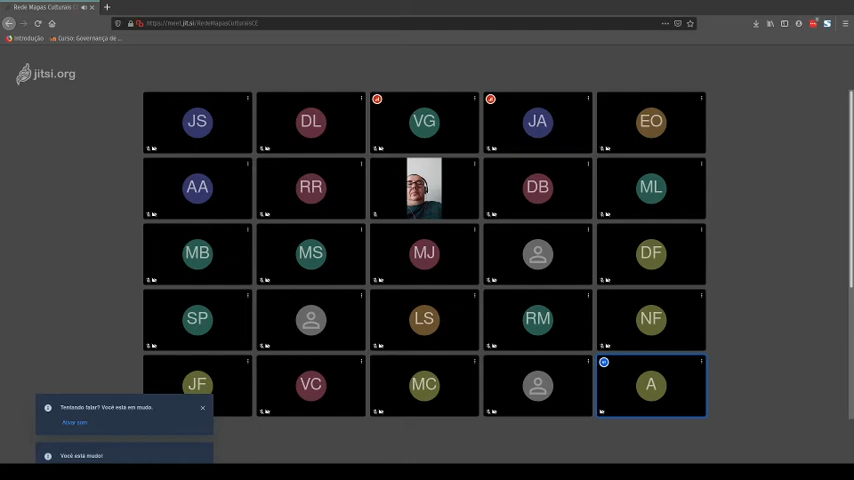 Rede Mapas Culturais C
https://meet.jit.si/RedeMapasCulturaisCE
Introdução
Curso: Governança de...
jitsi.org
JS
DL
VG
JA
EO
AA
RR
DB
ML
MB
MS
MJ
DF
SP
LS
RM
NF
JF
VC
MC
A
Tentando falar? Você está em mudo.
Ativar som
Você está mudo!